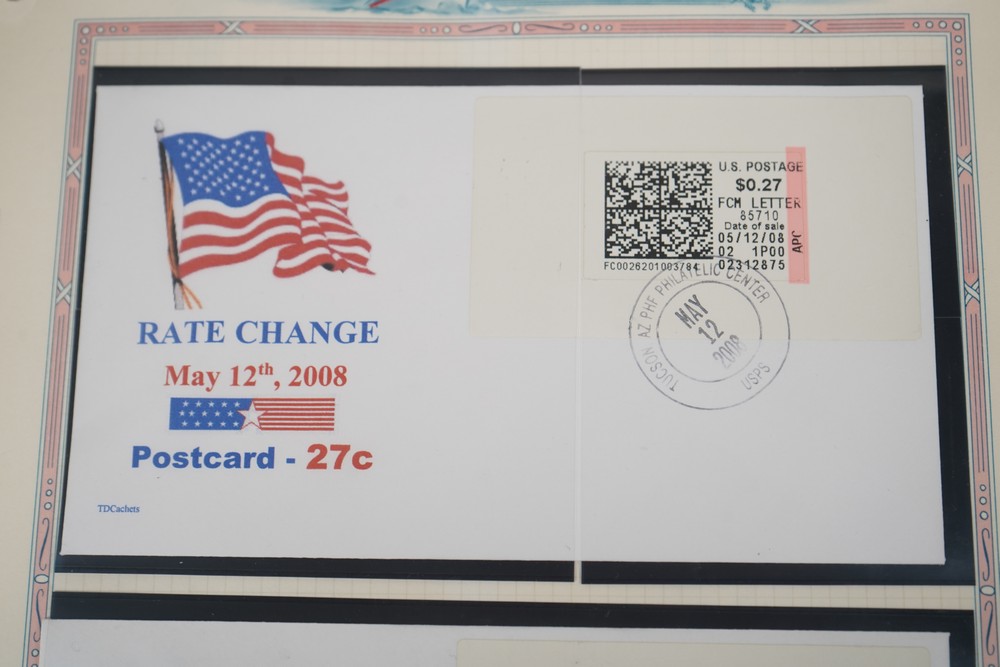 RATE CHANGE
May 12th, 2008
Postcard - 27c
TDCachets
U.S. POSTAGE
$0.27
FCM LETTER
85710
Date of sale
05/12/08
02 1P00
02312875
APC
FC0026201003784
TUCSON AZ PHF PHILATELIC CENTER
MAY
12
2008
USPS